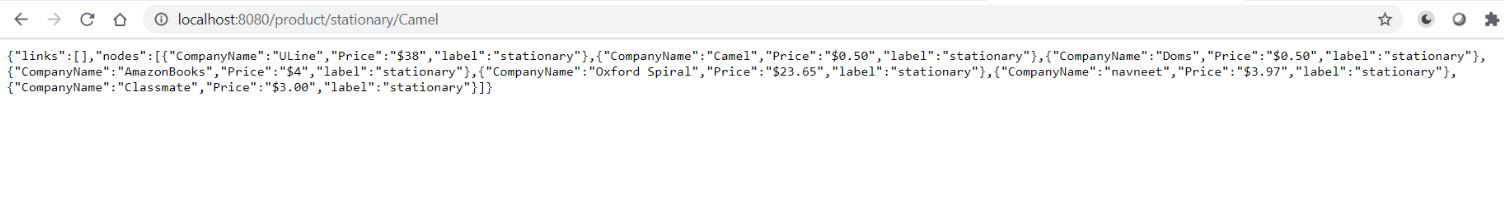 localhost:8080/product/stationary/Camel
{"links":[],"nodes":[{"CompanyName":"ULine","Price":"$38","label":"stationary"},{"CompanyName":"Camel","Price":"$0.50","label":"stationary"},{"CompanyName":"Doms","Price":"$0.50","label":"stationary"},
{"CompanyName":"AmazonBooks","Price":"$4","label":"stationary"},{"CompanyName":"Oxford Spiral","Price":"$23.65","label":"stationary"},{"CompanyName":"navneet","Price":"$3.97","label":"stationary"},
{"CompanyName":"Classmate","Price":"$3.00","label":"stationary"}]}